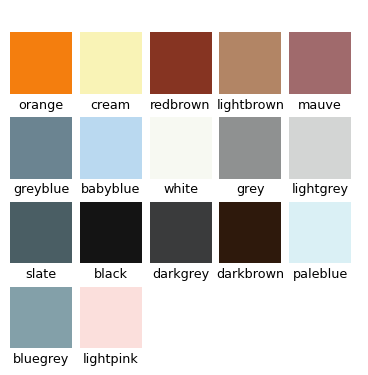 orange cream redbrown lightbrown mauve
greyblue babyblue white grey lightgrey
slate black darkgrey darkbrown paleblue
bluegrey lightpink